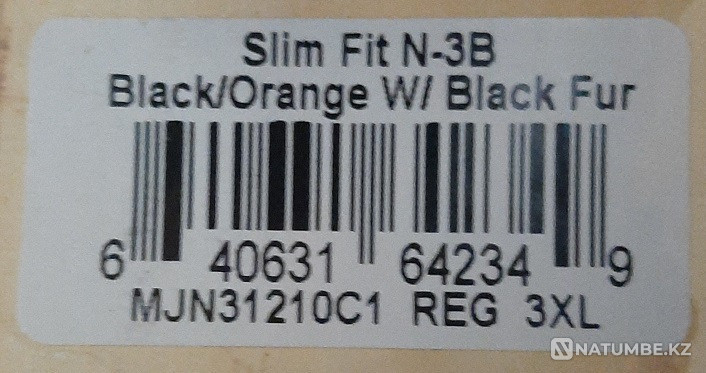 Slim Fit N-3B
Black/Orange W/ Black Fur
6 40631 64234 9
MJN31210C1 REG 3XL
NATUMBE.KZ